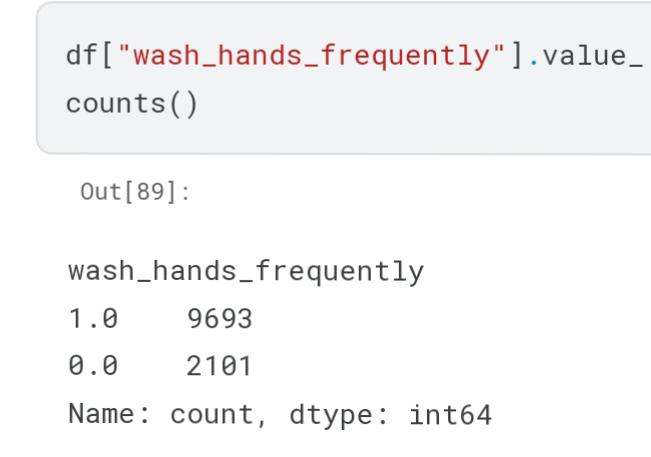 df["wash_hands_frequently"].value_
counts()
Out[89]:
wash_hands_frequently
1.0    9693
0.0    2101
Name: count, dtype: int64